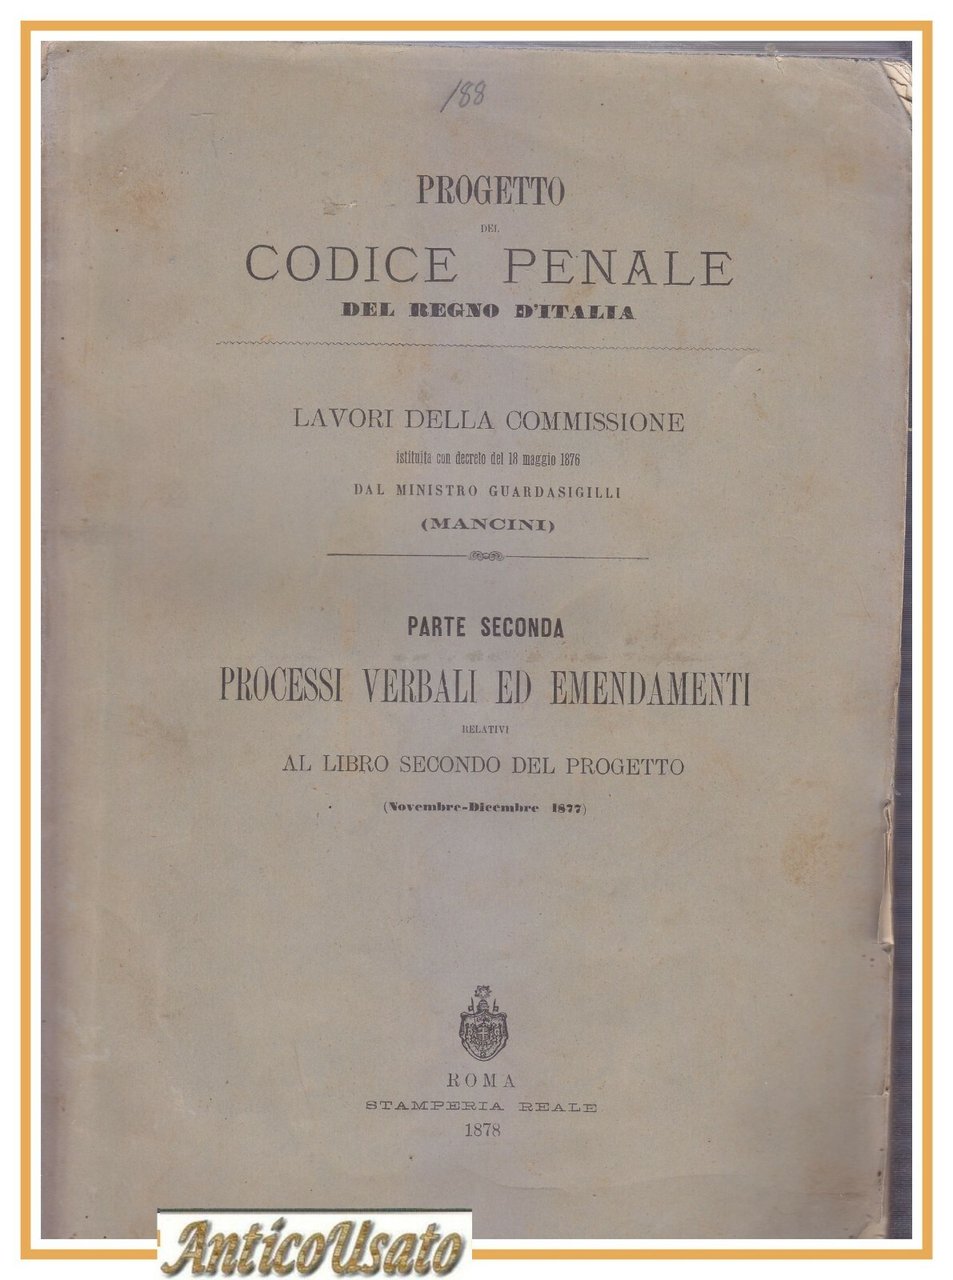 188
PROGETTO
DEL
CODICE PENALE
DEL REGNO D'ITALIA
LAVORI DELLA COMMISSIONE
istituita con decreto del 18 maggio 1876
DAL MINISTRO GUARDASIGILLI
(MANCINI)
PARTE SECONDA
PROCESSI VERBALI ED EMENDAMENTI
RELATIVI
AL LIBRO SECONDO DEL PROGETTO
(Novembre-Dicembre 1877)
ROMA
STAMPERIA REALE
1878
AnticoUsato